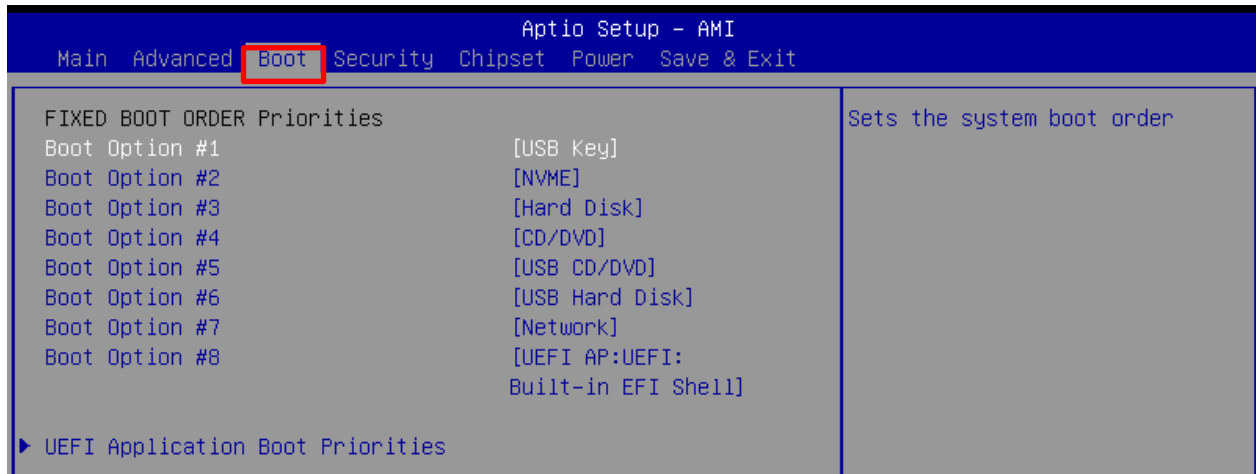 Aptio Setup – AMI
Main Advanced Boot Security Chipset Power Save & Exit
FIXED BOOT ORDER Priorities
Boot Option #1 [USB Key]
Boot Option #2 [NVME]
Boot Option #3 [Hard Disk]
Boot Option #4 [CD/DVD]
Boot Option #5 [USB CD/DVD]
Boot Option #6 [USB Hard Disk]
Boot Option #7 [Network]
Boot Option #8 [UEFI AP:UEFI:
Built-in EFI Shell]
UEFI Application Boot Priorities
Sets the system boot order